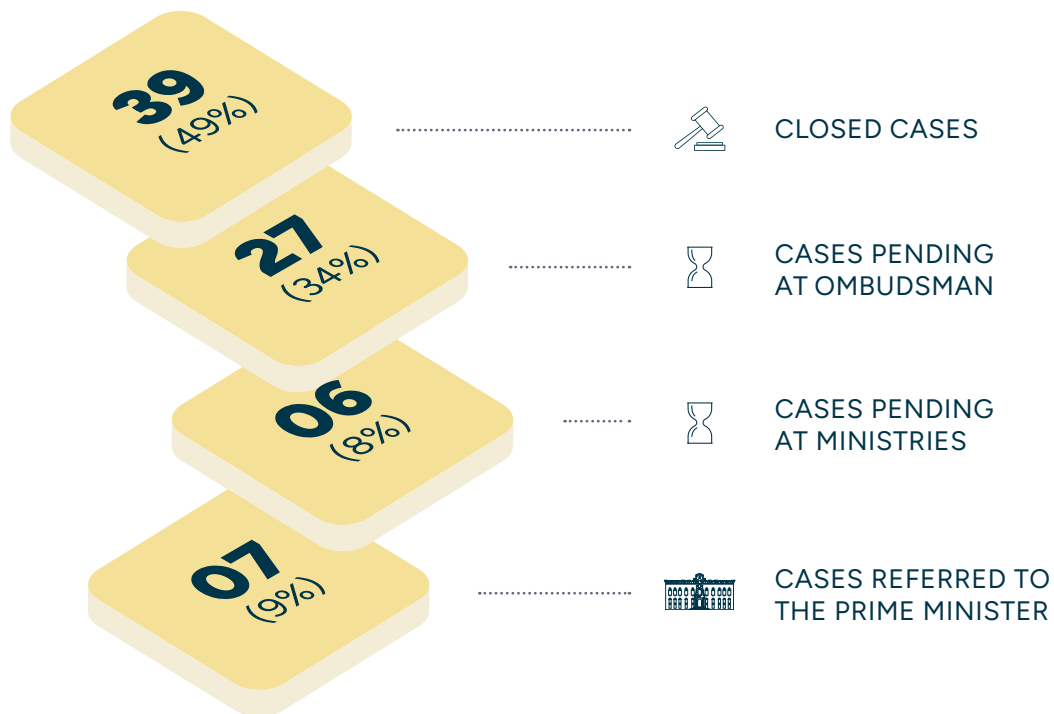 39
(49%)
CLOSED CASES
27
(34%)
CASES PENDING
AT OMBUDSMAN
06
(8%)
CASES PENDING
AT MINISTRIES
07
(9%)
CASES REFERRED TO
THE PRIME MINISTER